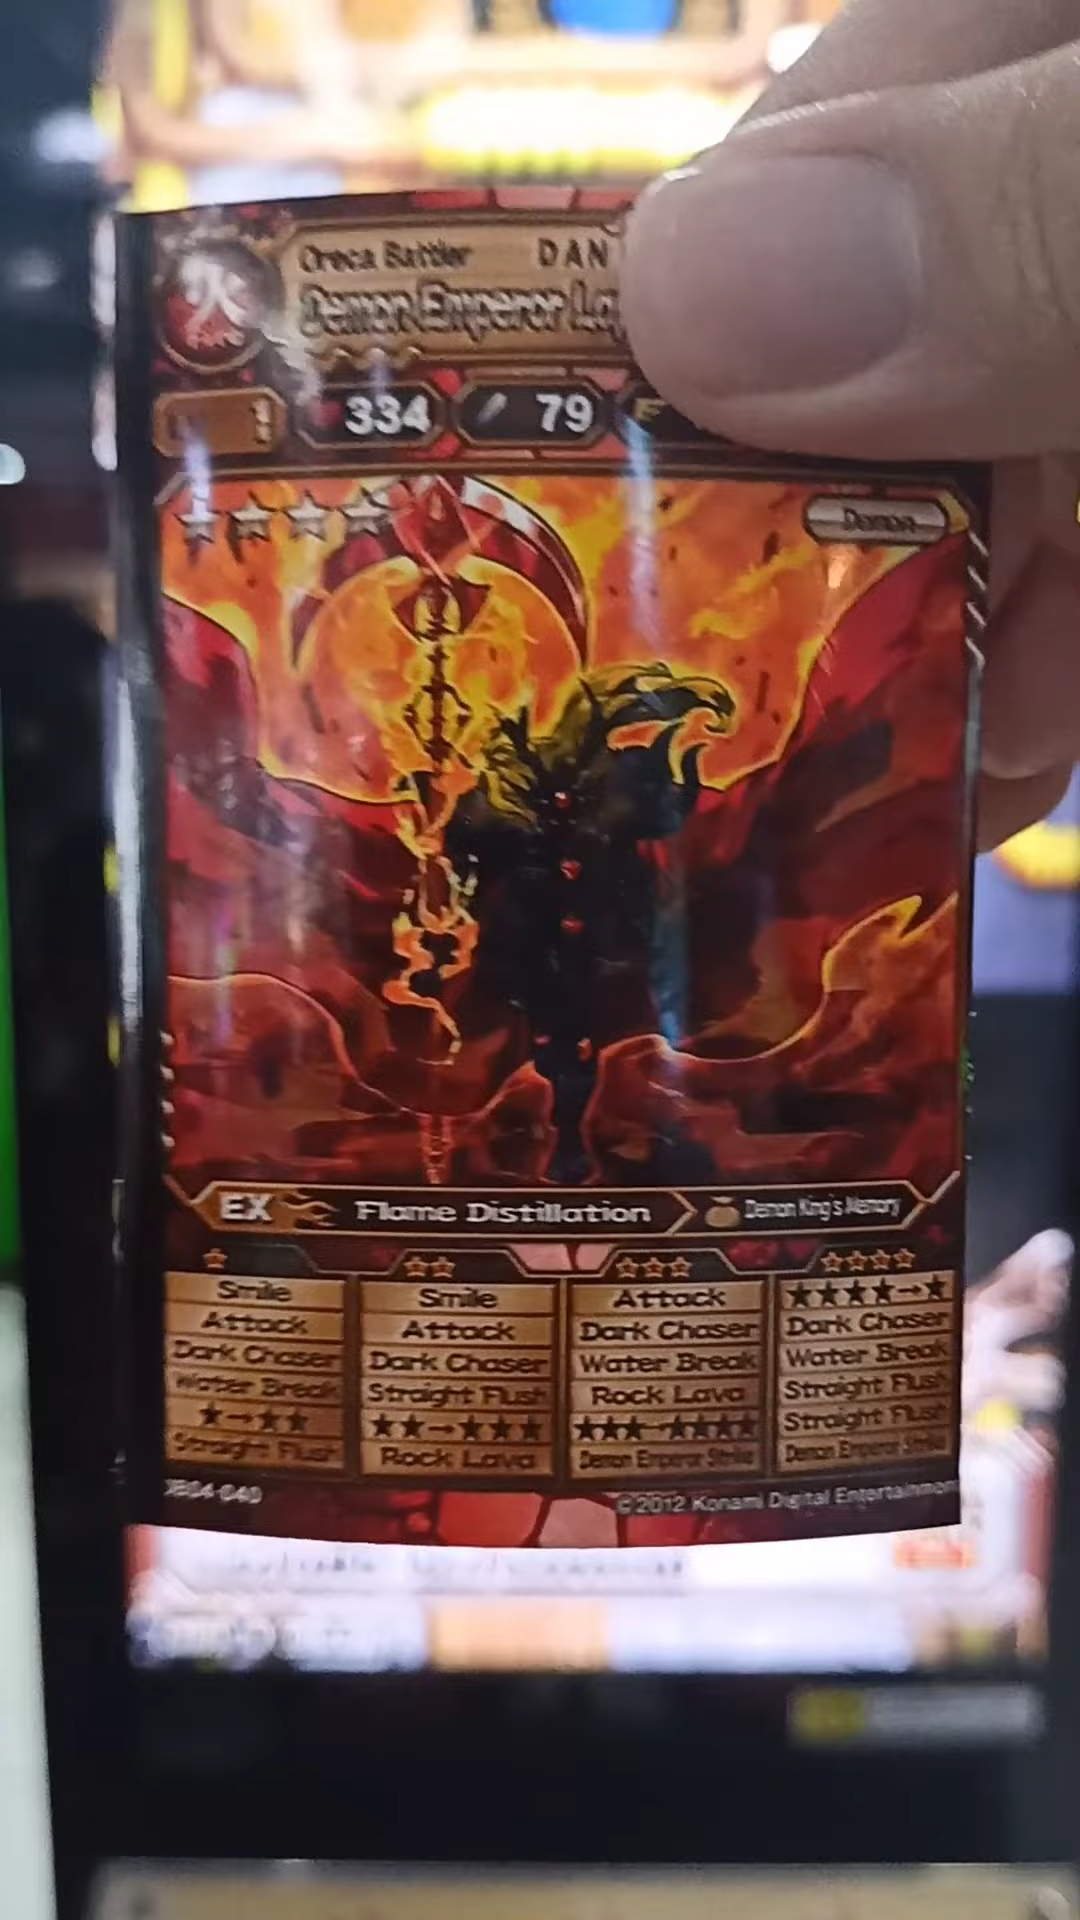 Oreca Battler DAN
Demon Emperor
334 79
★★★★ Demon
EX Flame Distillation Demon King's Memory
★ ★★ ★★★ ★★★★
Smile
Attack
Dark Chaser
Water Break
★→★★
Straight Flush
Smile
Attack
Dark Chaser
Straight Flush
★★→★★★
Rock Lava
Attack
Dark Chaser
Water Break
Rock Lava
★★★→★★★★
Demon Emperor Strike
★★★★→★
Dark Chaser
Water Break
Straight Flush
Straight Flush
Demon Emperor Strike
©2012 Konami Digital Entertainment